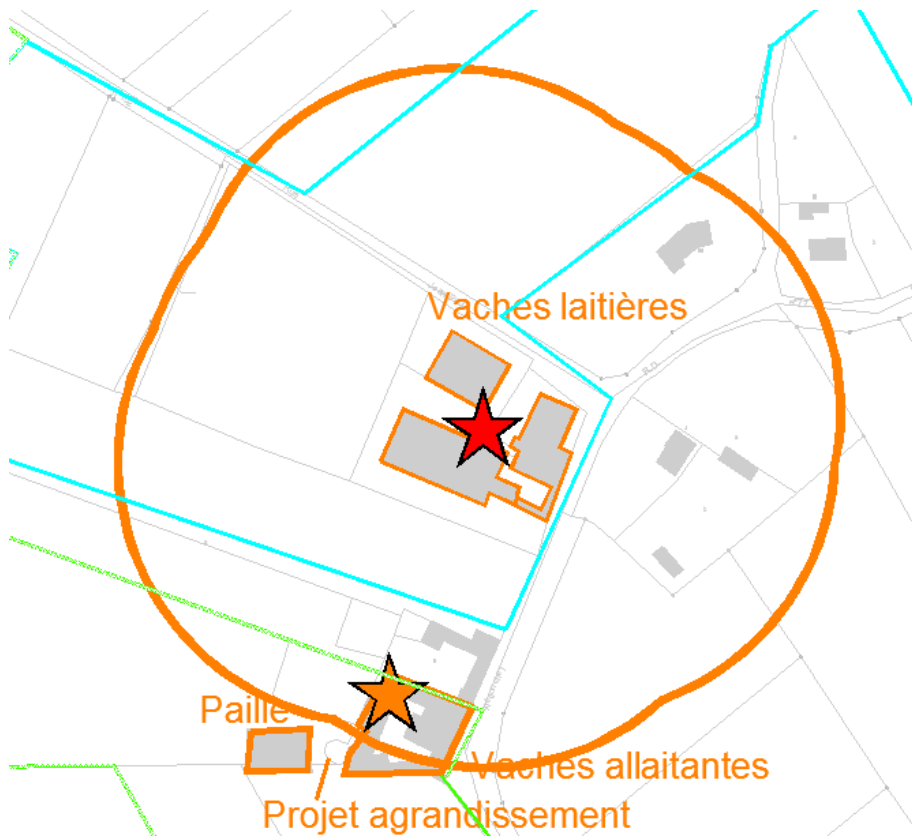 Vaches laitières
Paille
Vaches allaitantes
Projet agrandissement